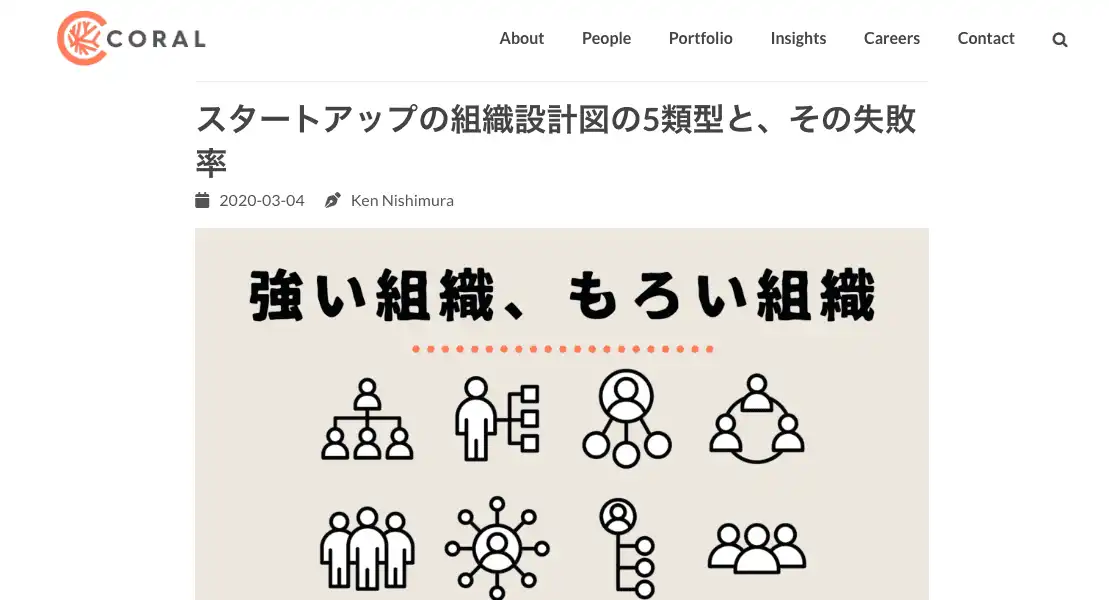 CORAL
About People Portfolio Insights Careers Contact
スタートアップの組織設計図の5類型と、その失敗
率
2020-03-04 Ken Nishimura
強い組織、もろい組織